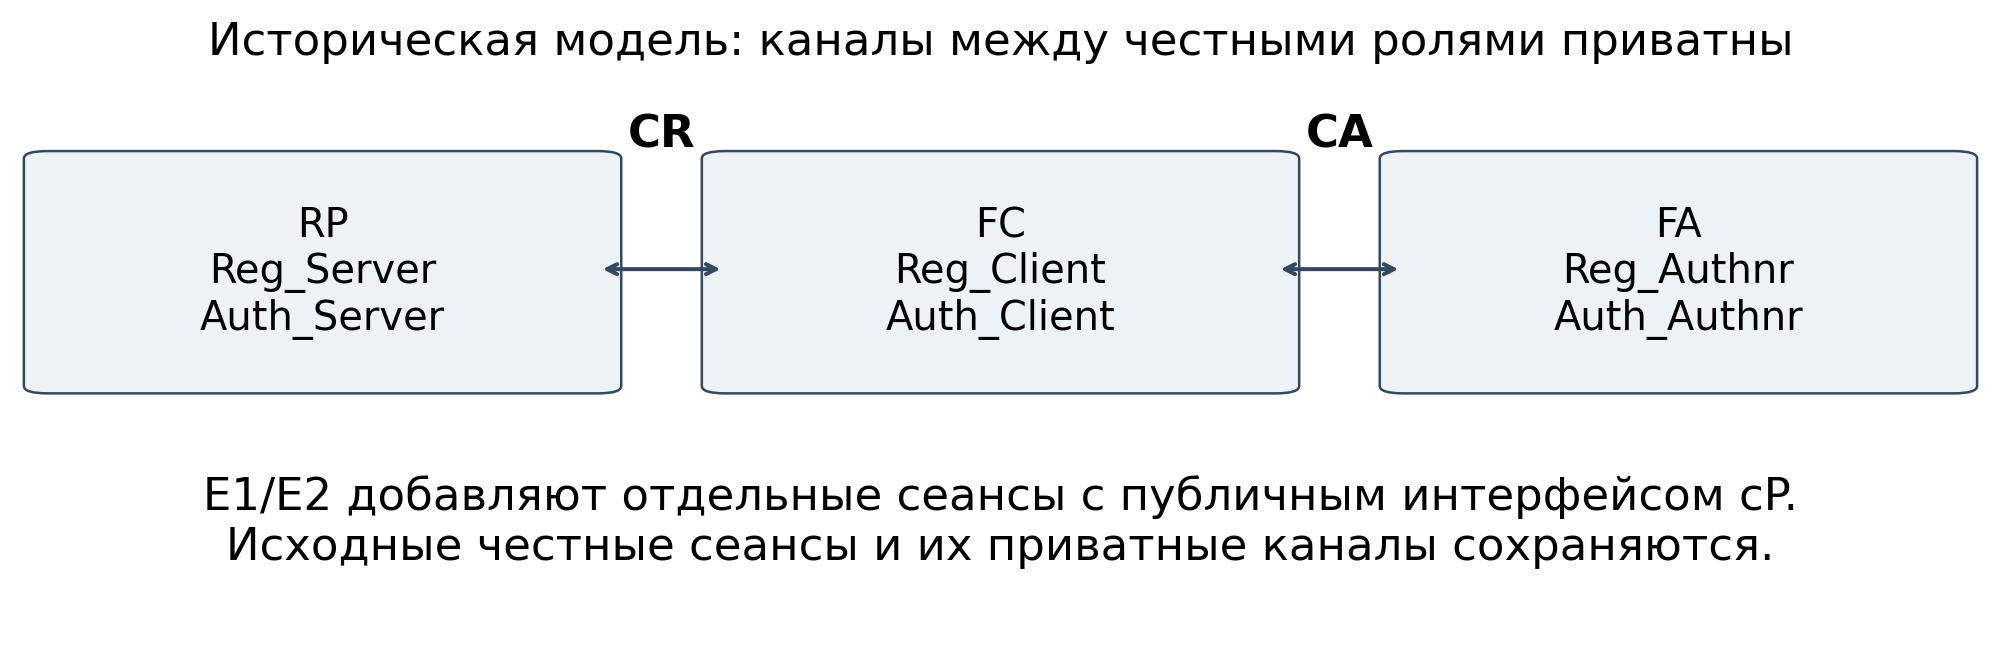 Историческая модель: каналы между честными ролями приватны
CR
CA
RP
Reg_Server
Auth_Server
FC
Reg_Client
Auth_Client
FA
Reg_Authnr
Auth_Authnr
E1/E2 добавляют отдельные сеансы с публичным интерфейсом cP.
Исходные честные сеансы и их приватные каналы сохраняются.